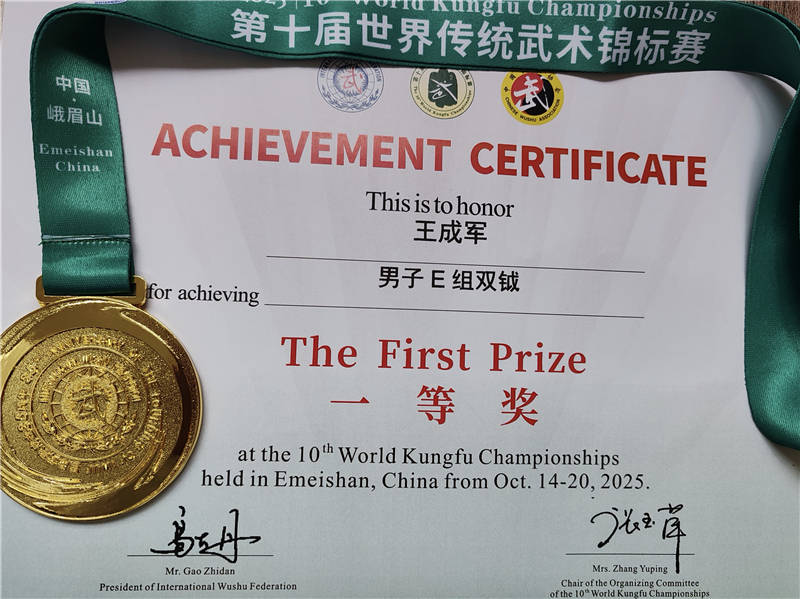 10th World Kungfu Championships
第十届世界传统武术锦标赛
中国
峨眉山
Emeishan
China
CHINESE WUSHU ASSOCIATION
ACHIEVEMENT CERTIFICATE
This is to honor
王成军
男子 E 组双钺
for achieving
The First Prize
一等奖
at the 10th World Kungfu Championships
held in Emeishan, China from Oct. 14-20, 2025.
Mr. Gao Zhidan
President of International Wushu Federation
Mrs. Zhang Yuping
Chair of the Organizing Committee
of the 10th World Kungfu Championships